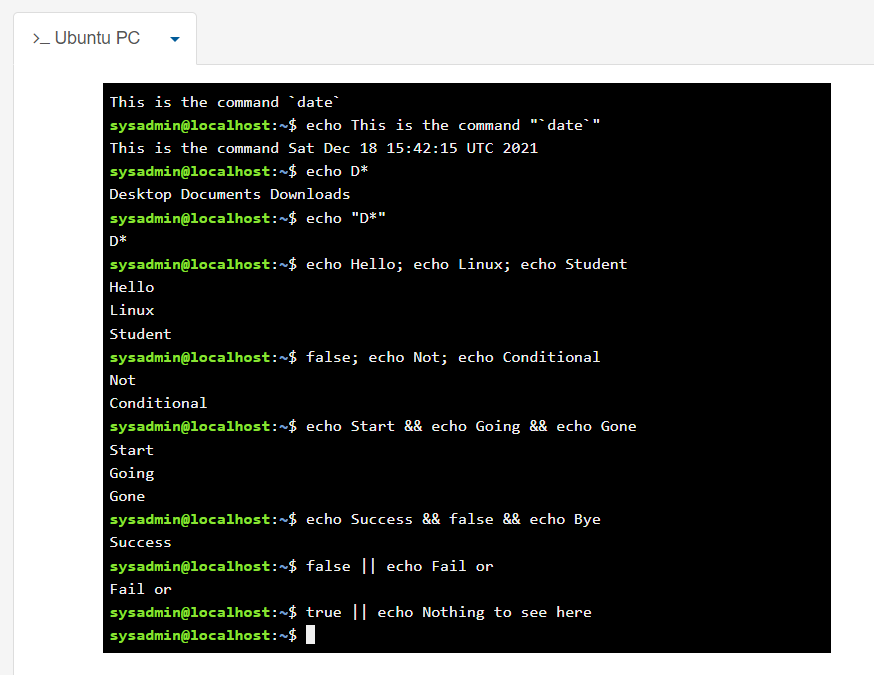 >_ Ubuntu PC
This is the command `date`
sysadmin@localhost:~$ echo This is the command "`date`"
This is the command Sat Dec 18 15:42:15 UTC 2021
sysadmin@localhost:~$ echo D*
Desktop Documents Downloads
sysadmin@localhost:~$ echo "D*"
D*
sysadmin@localhost:~$ echo Hello; echo Linux; echo Student
Hello
Linux
Student
sysadmin@localhost:~$ false; echo Not; echo Conditional
Not
Conditional
sysadmin@localhost:~$ echo Start && echo Going && echo Gone
Start
Going
Gone
sysadmin@localhost:~$ echo Success && false && echo Bye
Success
sysadmin@localhost:~$ false || echo Fail or
Fail or
sysadmin@localhost:~$ true || echo Nothing to see here
sysadmin@localhost:~$